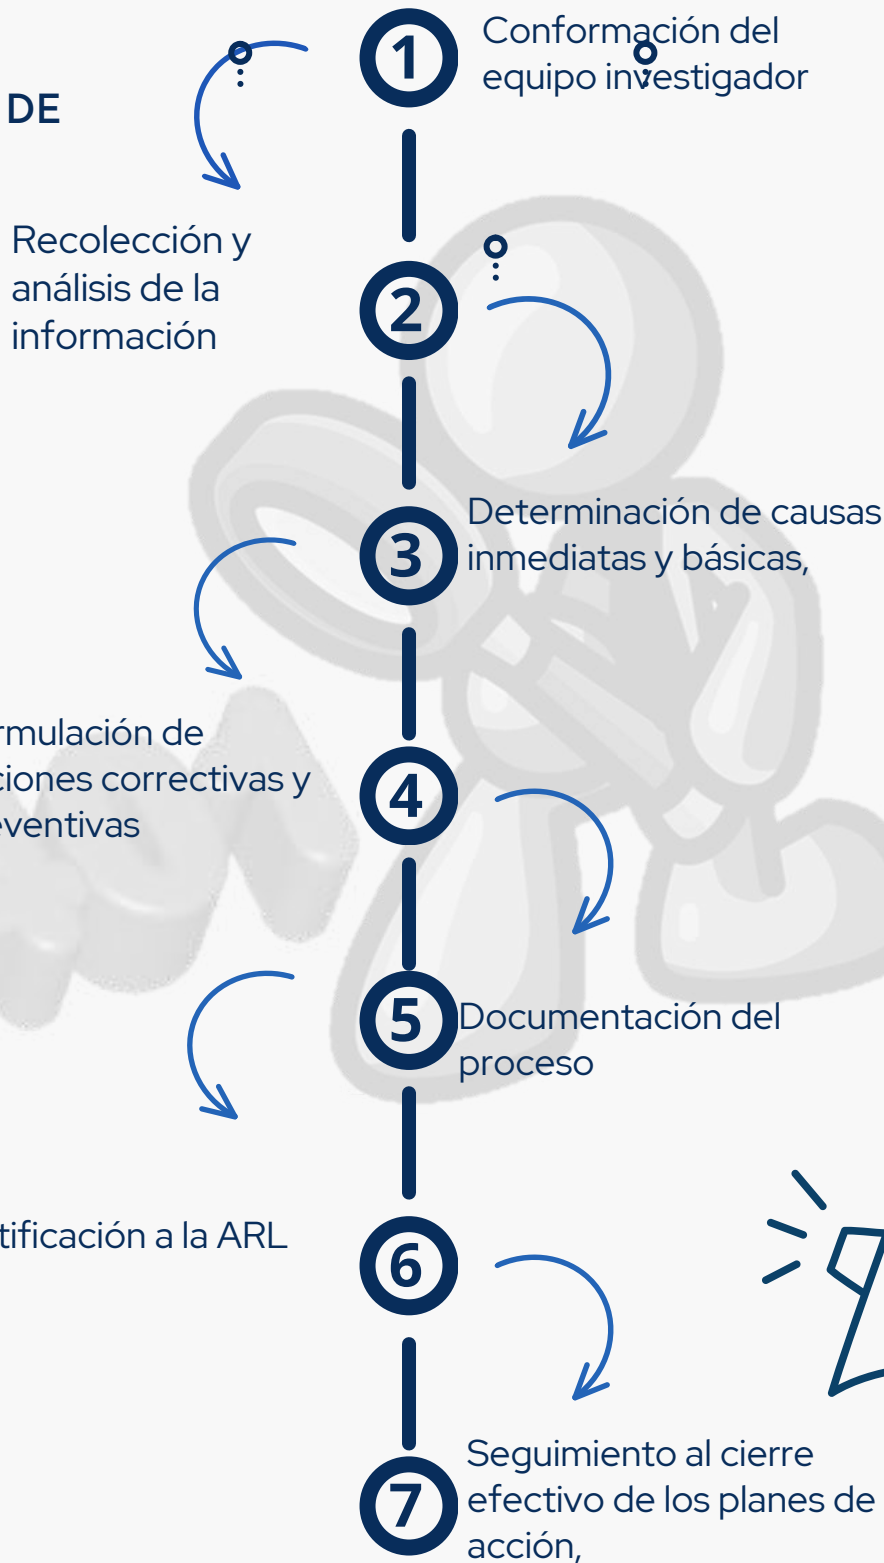 1
Conformación del
equipo investigador
DE
Recolección y
análisis de la
información
2
3
Determinación de causas
inmediatas y básicas,
rmulación de
ciones correctivas y
eventivas
4
5
Documentación del
proceso
tificación a la ARL
6
7
Seguimiento al cierre
efectivo de los planes de
acción,